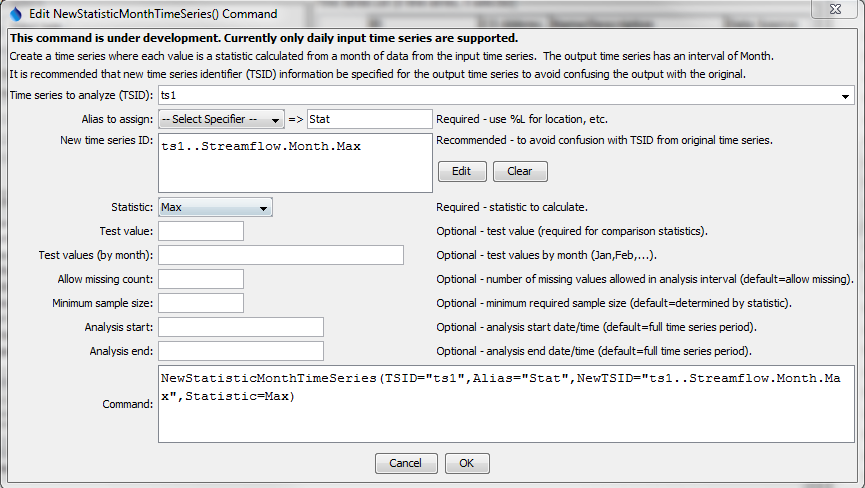 Edit NewStatisticMonthTimeSeries() Command
This command is under development. Currently only daily input time series are supported.
Create a time series where each value is a statistic calculated from a month of data from the input time series. The output time series has an interval of Month.
It is recommended that new time series identifier (TSID) information be specified for the output time series to avoid confusing the output with the original.
Time series to analyze (TSID): ts1
Alias to assign: -- Select Specifier -- => Stat Required - use %L for location, etc.
New time series ID: ts1..Streamflow.Month.Max Recommended - to avoid confusion with TSID from original time series.
Edit Clear
Statistic: Max Required - statistic to calculate.
Test value: Optional - test value (required for comparison statistics).
Test values (by month): Optional - test values by month (Jan,Feb,...).
Allow missing count: Optional - number of missing values allowed in analysis interval (default=allow missing).
Minimum sample size: Optional - minimum required sample size (default=determined by statistic).
Analysis start: Optional - analysis start date/time (default=full time series period).
Analysis end: Optional - analysis end date/time (default=full time series period).
Command: NewStatisticMonthTimeSeries(TSID="ts1",Alias="Stat",NewTSID="ts1..Streamflow.Month.Ma
x",Statistic=Max)
Cancel OK